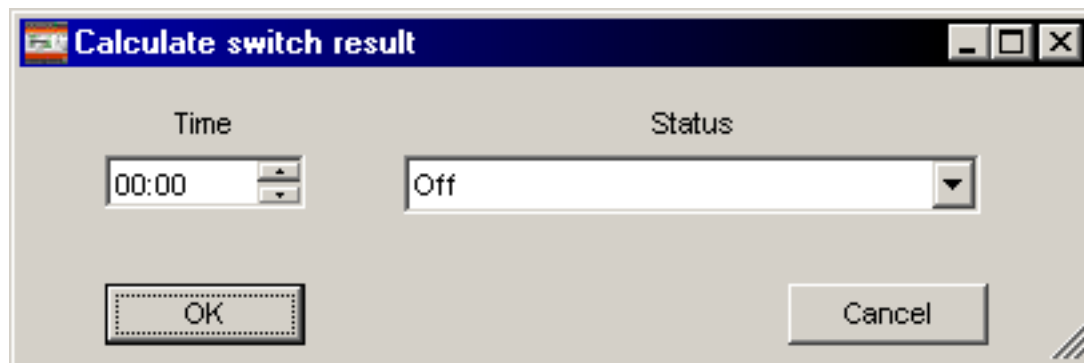 Calculate switch result
Time
Status
00:00
Off
OK
Cancel